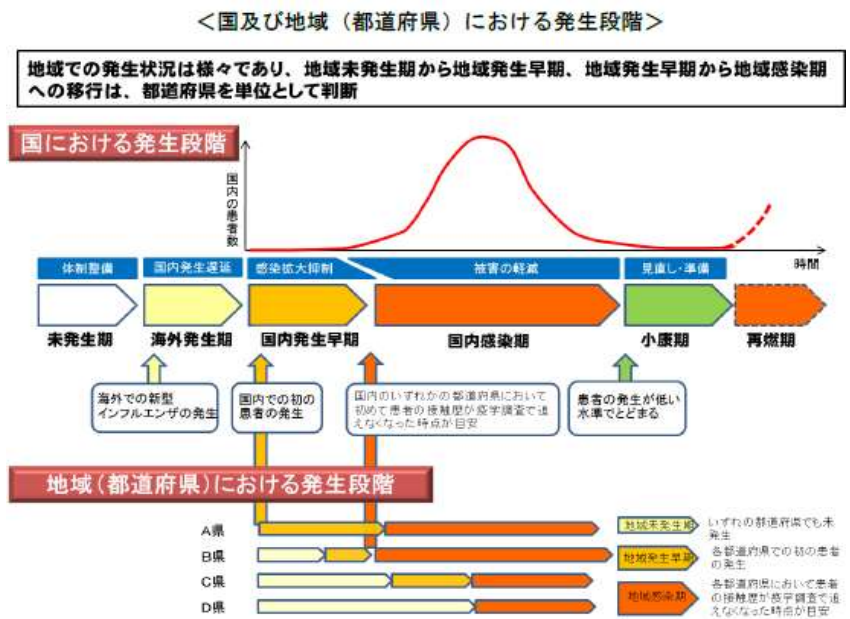 ＜国及び地域（都道府県）における発生段階＞
地域での発生状況は様々であり、地域未発生期から地域発生早期、地域発生早期から地域感染期
への移行は、都道府県を単位として判断
国における発生段階
国内の患者数
時間
体制整備
国内発生遅延
感染拡大抑制
被害の軽減
見直し・準備
未発生期
海外発生期
国内発生早期
国内感染期
小康期
再燃期
海外での新型
インフルエンザの発生
国内での初の
患者の発生
国内のいずれかの都道府県において
初めて患者の接触歴が疫学調査で追
えなくなった時点が目安
患者の発生が低い
水準でとどまる
地域（都道府県）における発生段階
A県
B県
C県
D県
地域未発生期
いずれの都道府県でも未
発生
地域発生早期
各都道府県での初の患者
の発生
地域感染期
各都道府県において患者
の接触歴が疫学調査で追
えなくなった時点が目安